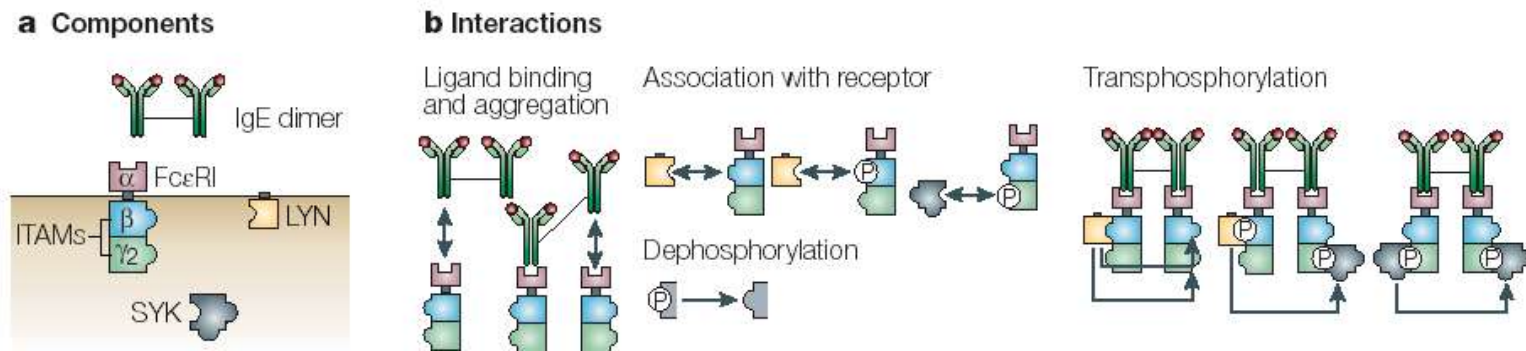 a Components
IgE dimer
α FcεRI
ITAMs
β
γ2
LYN
SYK
b Interactions
Ligand binding
and aggregation
Association with receptor
P
P
Dephosphorylation
P
Transphosphorylation
P
P
P
P